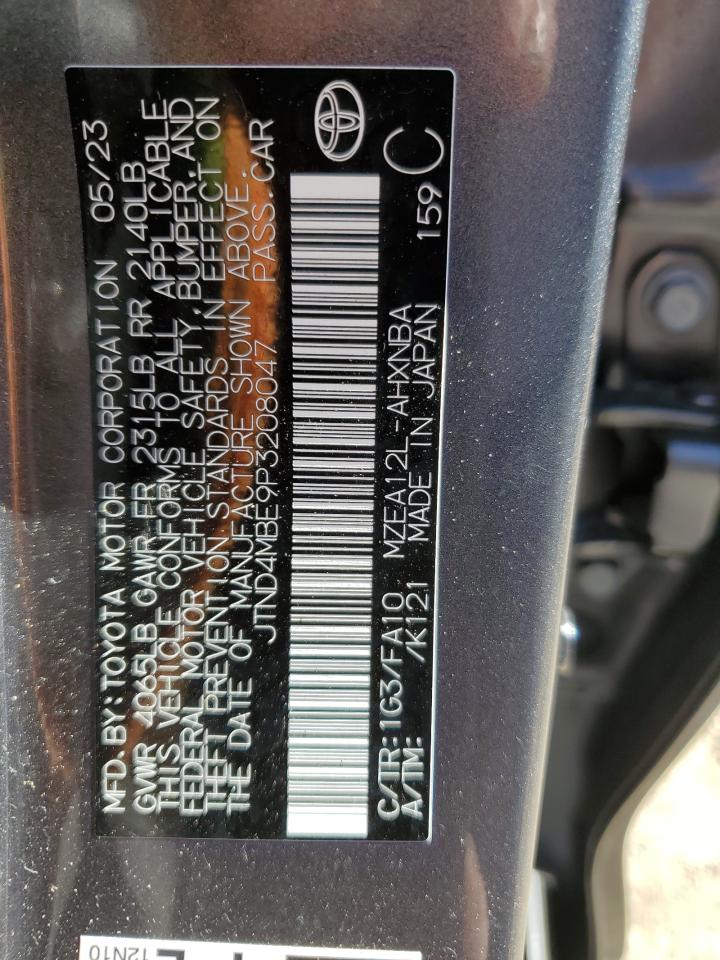 MFD. BY: TOYOTA MOTOR CORPORATION 05/23
GVWR 4065LB GAWR FR 2315LB RR 2140LB
THIS VEHICLE CONFORMS TO ALL APPLICABLE
FEDERAL MOTOR VEHICLE SAFETY, BUMPER, AND
THEFT PREVENTION STANDARDS IN EFFECT ON
THE DATE OF MANUFACTURE SHOWN ABOVE.
JTND4MBE9P3208047 PASS. CAR
C/TR: 1G3/FA10 MZEA12L-AHXNBA
A/TM: /K121 MADE IN JAPAN 159 C
12N10